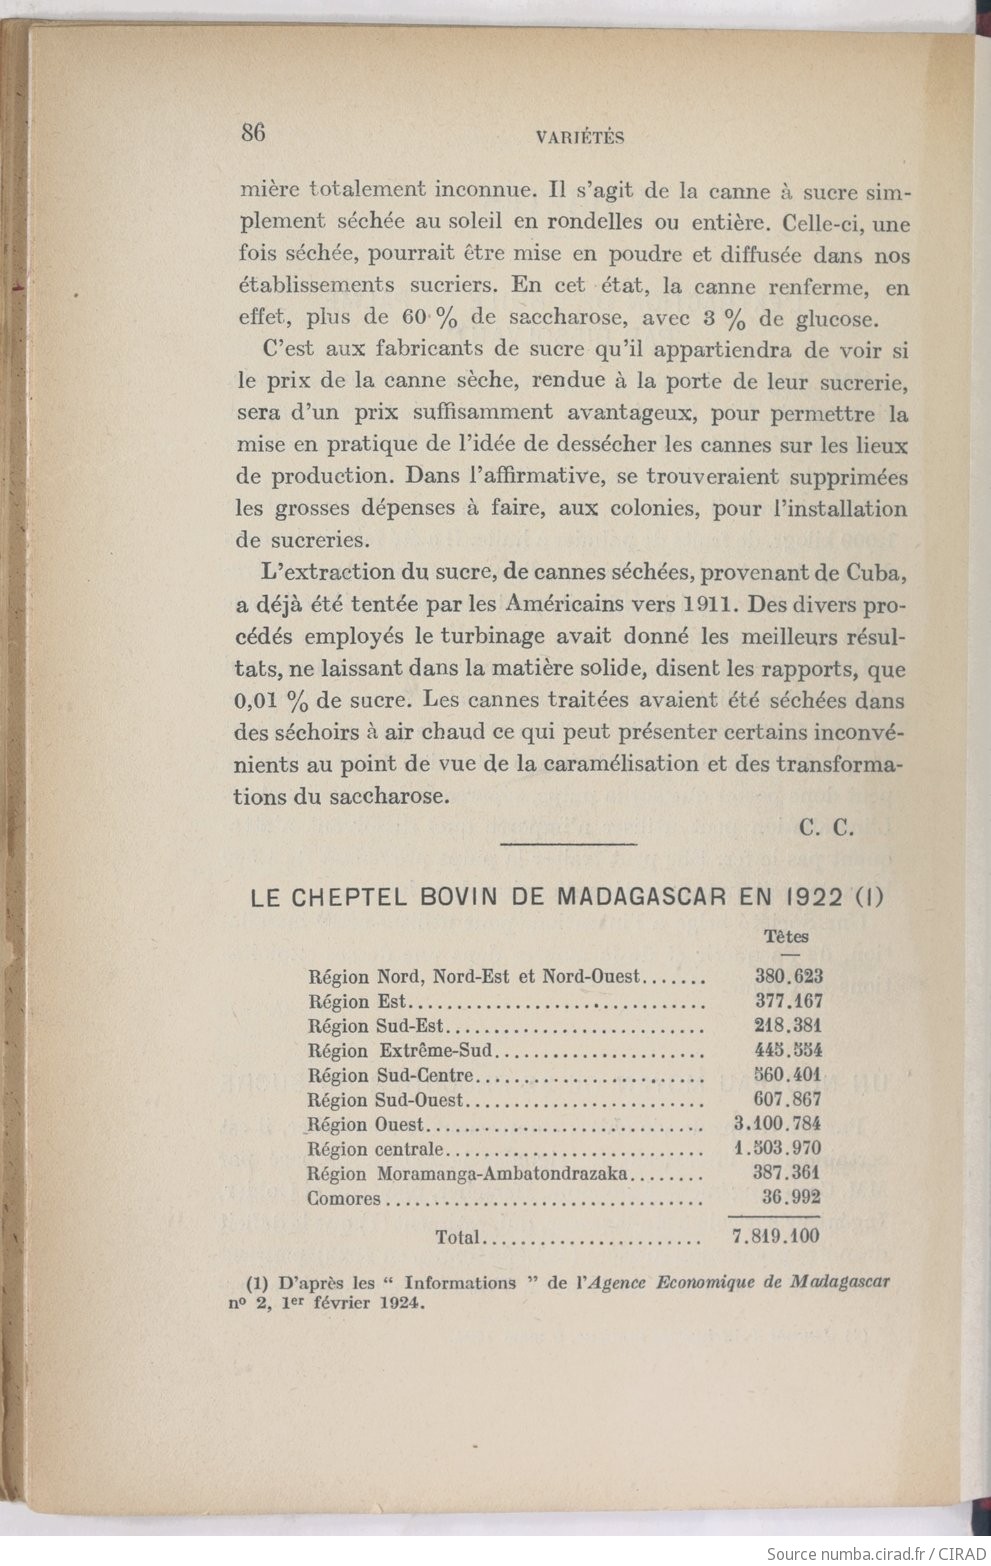 86
VARIÉTÉS
mière totalement inconnue. Il s’agit de la canne à sucre sim-
plement séchée au soleil en rondelles ou entière. Celle-ci, une
fois séchée, pourrait être mise en poudre et diffusée dans nos
établissements sucriers. En cet état, la canne renferme, en
effet, plus de 60 % de saccharose, avec 3 % de glucose.
C’est aux fabricants de sucre qu’il appartiendra de voir si
le prix de la canne sèche, rendue à la porte de leur sucrerie,
sera d’un prix suffisamment avantageux, pour permettre la
mise en pratique de l’idée de dessécher les cannes sur les lieux
de production. Dans l’affirmative, se trouveraient supprimées
les grosses dépenses à faire, aux colonies, pour l’installation
de sucreries.
L’extraction du sucre, de cannes séchées, provenant de Cuba,
a déjà été tentée par les Américains vers 1911. Des divers pro-
cédés employés le turbinage avait donné les meilleurs résul-
tats, ne laissant dans la matière solide, disent les rapports, que
0,01 % de sucre. Les cannes traitées avaient été séchées dans
des séchoirs à air chaud ce qui peut présenter certains inconvé-
nients au point de vue de la caramélisation et des transforma-
tions du saccharose.
C. C.
LE CHEPTEL BOVIN DE MADAGASCAR EN 1922 (1)
Têtes
Région Nord, Nord-Est et Nord-Ouest....... 380.623
Région Est............................... 377.167
Région Sud-Est........................... 218.381
Région Extrême-Sud...................... 445.554
Région Sud-Centre........................ 560.401
Région Sud-Ouest......................... 607.867
Région Ouest............................. 3.100.784
Région centrale........................... 1.503.970
Région Moramanga-Ambatondrazaka........ 387.361
Comores................................. 36.992
Total....................... 7.819.100
(1) D’après les “ Informations ” de l’Agence Economique de Madagascar
nº 2, 1er février 1924.
Source numba.cirad.fr / CIRAD